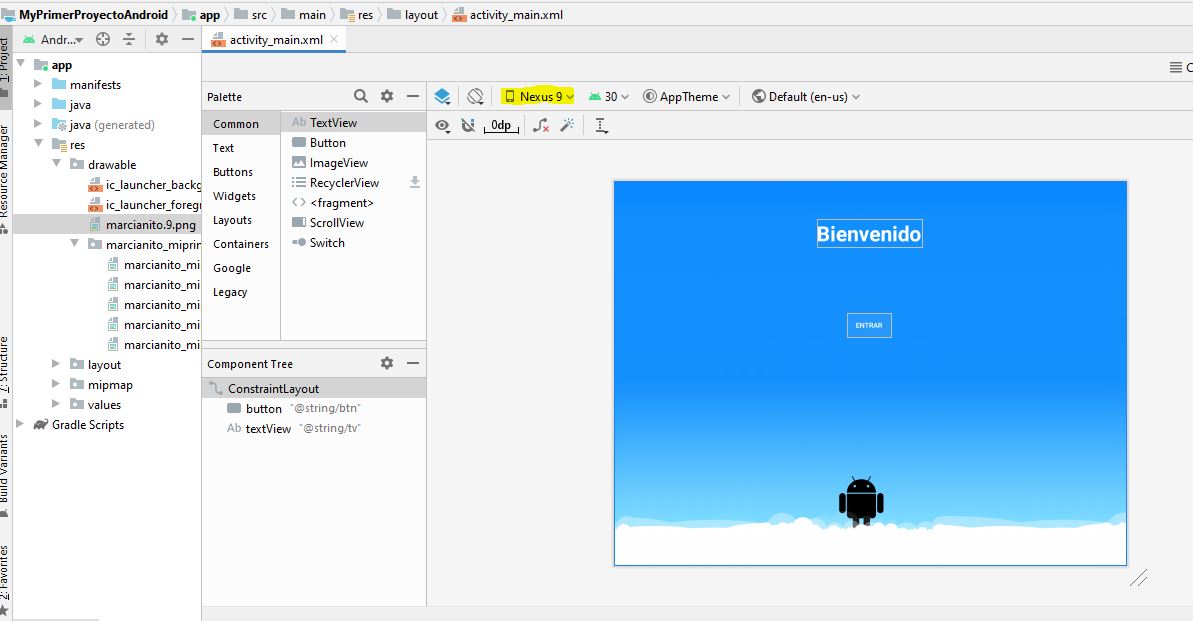 MyPrimerProyectoAndroid app src main res layout activity_main.xml
1: Project
Resource Manager
Z: Structure
Build Variants
2: Favorites
Andr...
app
manifests
java
java (generated)
res
drawable
ic_launcher_backg
ic_launcher_foregr
marcianito.9.png
marcianito_miprin
marcianito_mi
marcianito_mi
marcianito_mi
marcianito_mi
marcianito_mi
layout
mipmap
values
Gradle Scripts
activity_main.xml
Palette
Common
Text
Buttons
Widgets
Layouts
Containers
Google
Legacy
Ab TextView
Button
ImageView
RecyclerView
<> <fragment>
ScrollView
Switch
Component Tree
ConstraintLayout
button "@string/btn"
Ab textView "@string/tv"
Nexus 9 30 AppTheme Default (en-us)
0dp
Bienvenido
ENTRAR